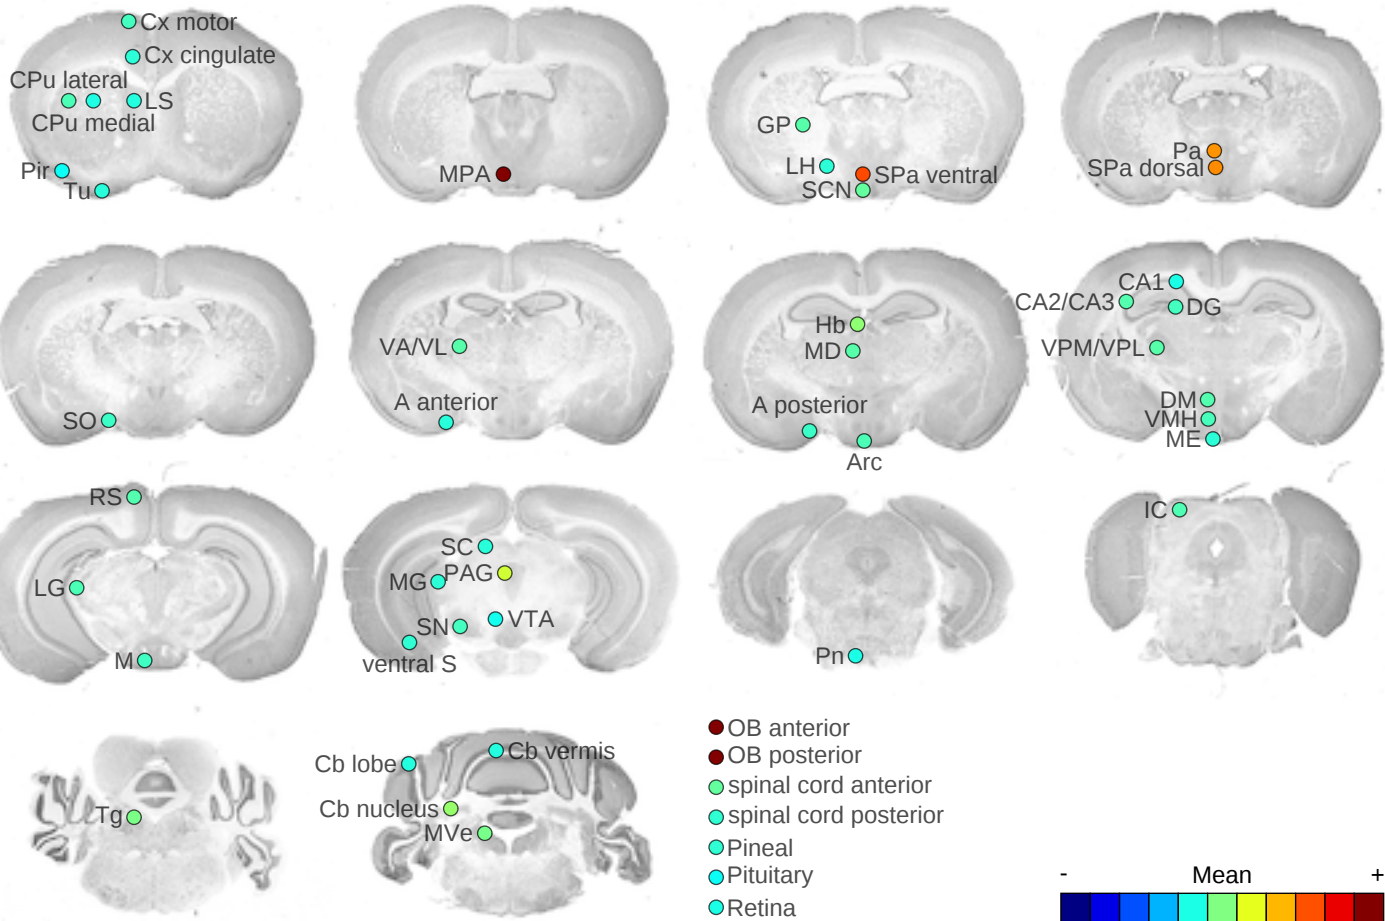 Cx motor
Cx cingulate
CPu lateral
LS
CPu medial
Pir
Tu
MPA
GP
LH
SPa ventral
SCN
Pa
SPa dorsal
SO
VA/VL
A anterior
Hb
MD
A posterior
Arc
CA1
CA2/CA3
DG
VPM/VPL
DM
VMH
ME
RS
LG
M
SC
PAG
MG
VTA
SN
ventral S
Pn
IC
Tg
Cb lobe
Cb vermis
Cb nucleus
MVe
OB anterior
OB posterior
spinal cord anterior
spinal cord posterior
Pineal
Pituitary
Retina
- Mean +